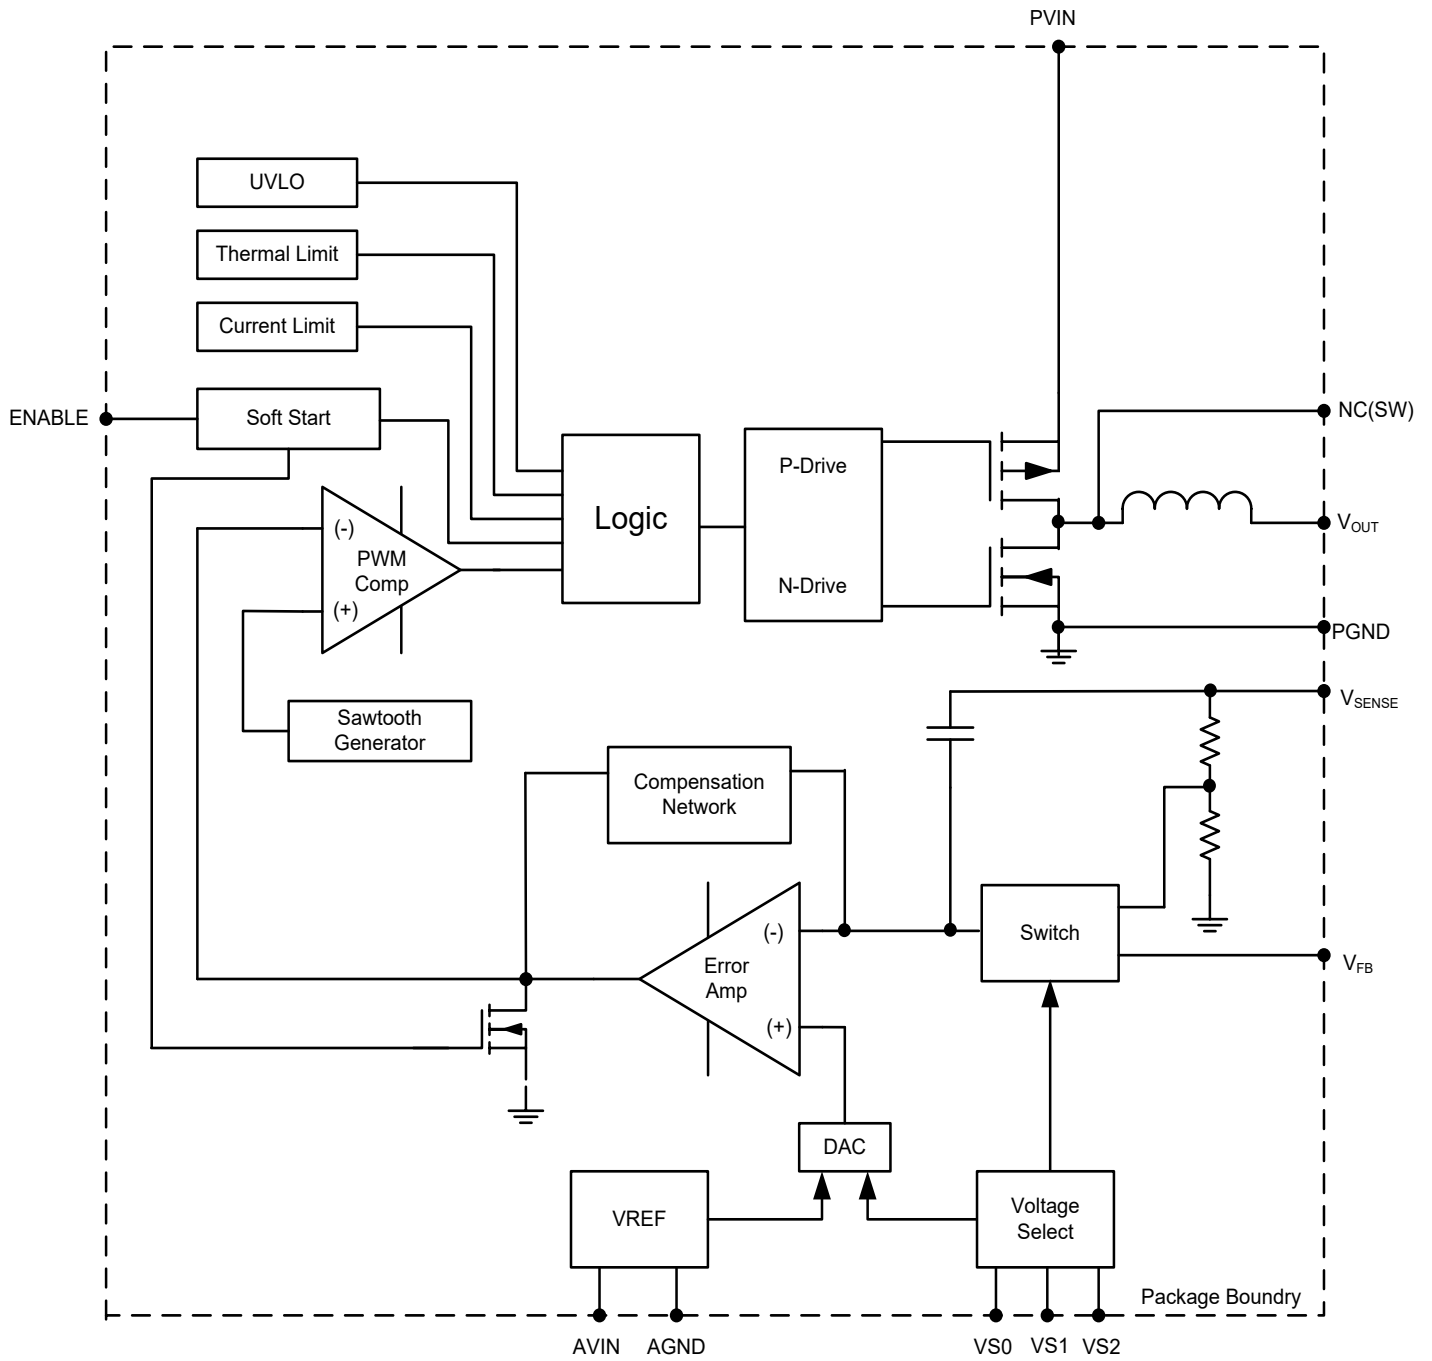 PVIN
UVLO
Thermal Limit
Current Limit
ENABLE
Soft Start
NC(SW)
(-)
PWM
Comp
(+)
Logic
P-Drive
N-Drive
VOUT
PGND
VSENSE
Sawtooth
Generator
Compensation
Network
(-)
Error
Amp
(+)
Switch
VFB
DAC
VREF
Voltage
Select
Package Boundry
AVIN
AGND
VS0
VS1
VS2